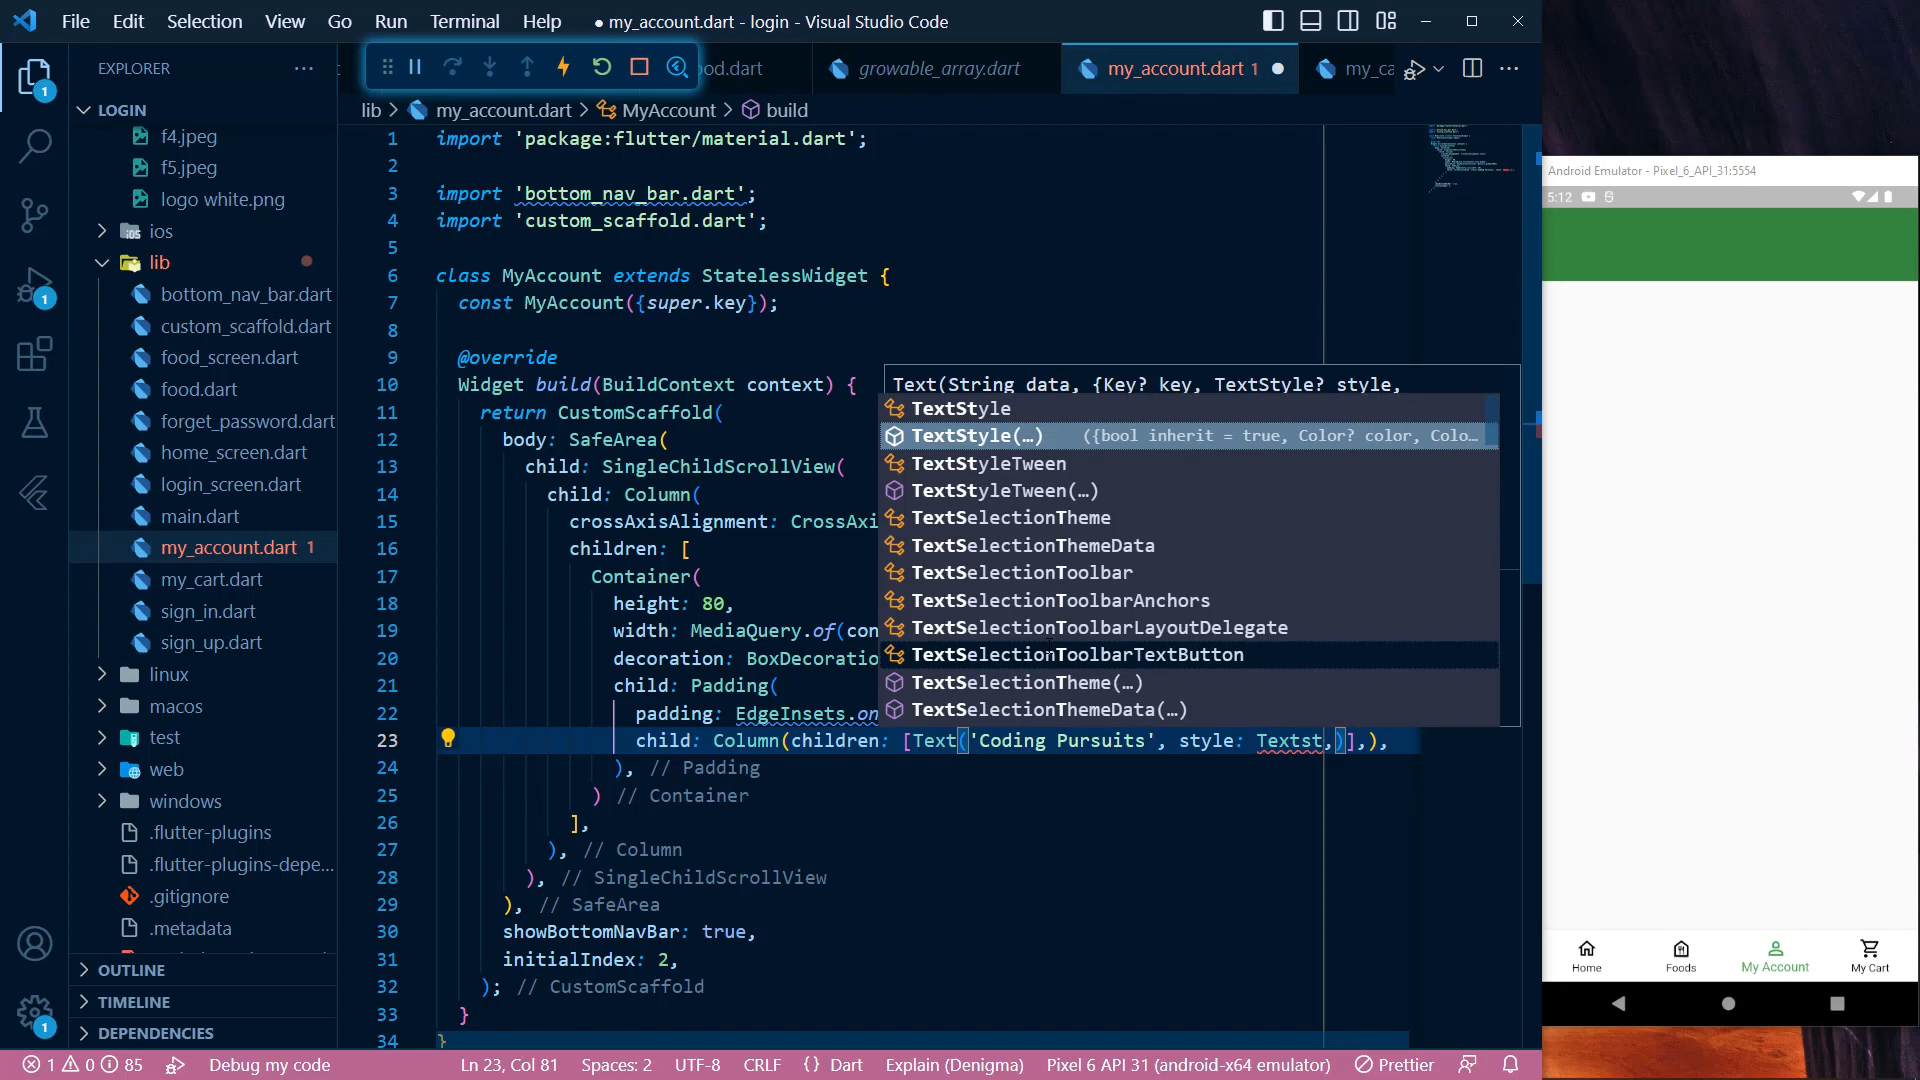 File Edit Selection View Go Run Terminal Help
● my_account.dart - login - Visual Studio Code
EXPLORER
ood.dart
growable_array.dart
my_account.dart 1
my_ca
LOGIN
lib > my_account.dart > MyAccount > build
f4.jpeg
f5.jpeg
logo white.png
ios
lib
bottom_nav_bar.dart
custom_scaffold.dart
food_screen.dart
food.dart
forget_password.dart
home_screen.dart
login_screen.dart
main.dart
my_account.dart 1
my_cart.dart
sign_in.dart
sign_up.dart
linux
macos
test
web
windows
.flutter-plugins
.flutter-plugins-depe...
.gitignore
.metadata
OUTLINE
TIMELINE
DEPENDENCIES
1
1
1
1 import 'package:flutter/material.dart';
2
3 import 'bottom_nav_bar.dart';
4 import 'custom_scaffold.dart';
5
6 class MyAccount extends StatelessWidget {
7 const MyAccount({super.key});
8
9 @override
10 Widget build(BuildContext context) {
11 return CustomScaffold(
12 body: SafeArea(
13 child: SingleChildScrollView(
14 child: Column(
15 crossAxisAlignment: CrossAxi
16 children: [
17 Container(
18 height: 80,
19 width: MediaQuery.of(con
20 decoration: BoxDecoratio
21 child: Padding(
22 padding: EdgeInsets.on
23 child: Column(children: [Text('Coding Pursuits', style: Textst,)],),
24 ), // Padding
25 ) // Container
26 ],
27 ), // Column
28 ), // SingleChildScrollView
29 ), // SafeArea
30 showBottomNavBar: true,
31 initialIndex: 2,
32 ); // CustomScaffold
33 }
34 }
Text(String data, {Key? key, TextStyle? style,
TextStyle
TextStyle(…) ({bool inherit = true, Color? color, Colo…
TextStyleTween
TextStyleTween(…)
TextSelectionTheme
TextSelectionThemeData
TextSelectionToolbar
TextSelectionToolbarAnchors
TextSelectionToolbarLayoutDelegate
TextSelectionToolbarTextButton
TextSelectionTheme(…)
TextSelectionThemeData(…)
Android Emulator - Pixel_6_API_31:5554
5:12
Home
Foods
My Account
My Cart
1 0 85 Debug my code
Ln 23, Col 81 Spaces: 2 UTF-8 CRLF {} Dart Explain (Denigma) Pixel 6 API 31 (android-x64 emulator) Prettier